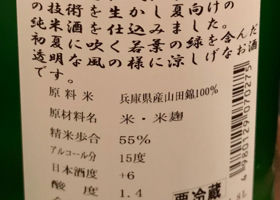 の技術を生かし夏向けの
純米酒を仕込みました。
初夏に吹く若葉の緑を含んだ
透明な風の様に涼しげなお酒
原料米 兵庫県産山田錦100%
原材料名 米・米麹
精米歩合 55%
アルコール分 15度
日本酒度 +6
酸度 1.4
要冷蔵